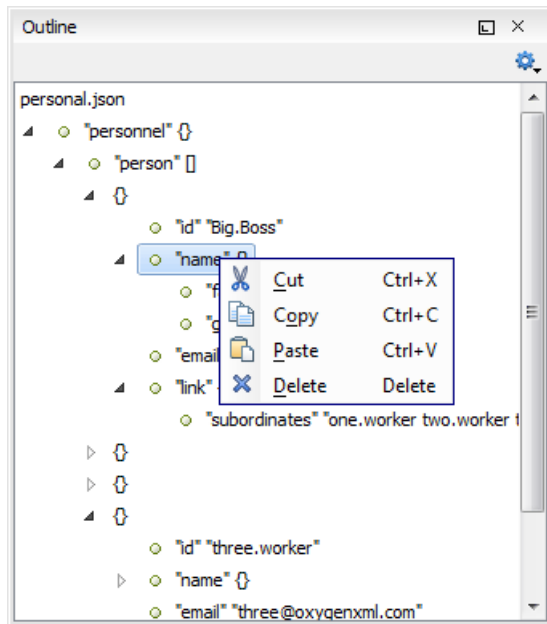 Outline
personal.json
"personnel" {}
"person" []
{}
"id" "Big.Boss"
"name" {}
Cut Ctrl+X
Copy Ctrl+C
"email
Paste Ctrl+V
"link"
Delete Delete
"subordinates" "one.worker two.worker t
{}
{}
{}
"id" "three.worker"
"name" {}
"email" "three@oxygenxml.com"